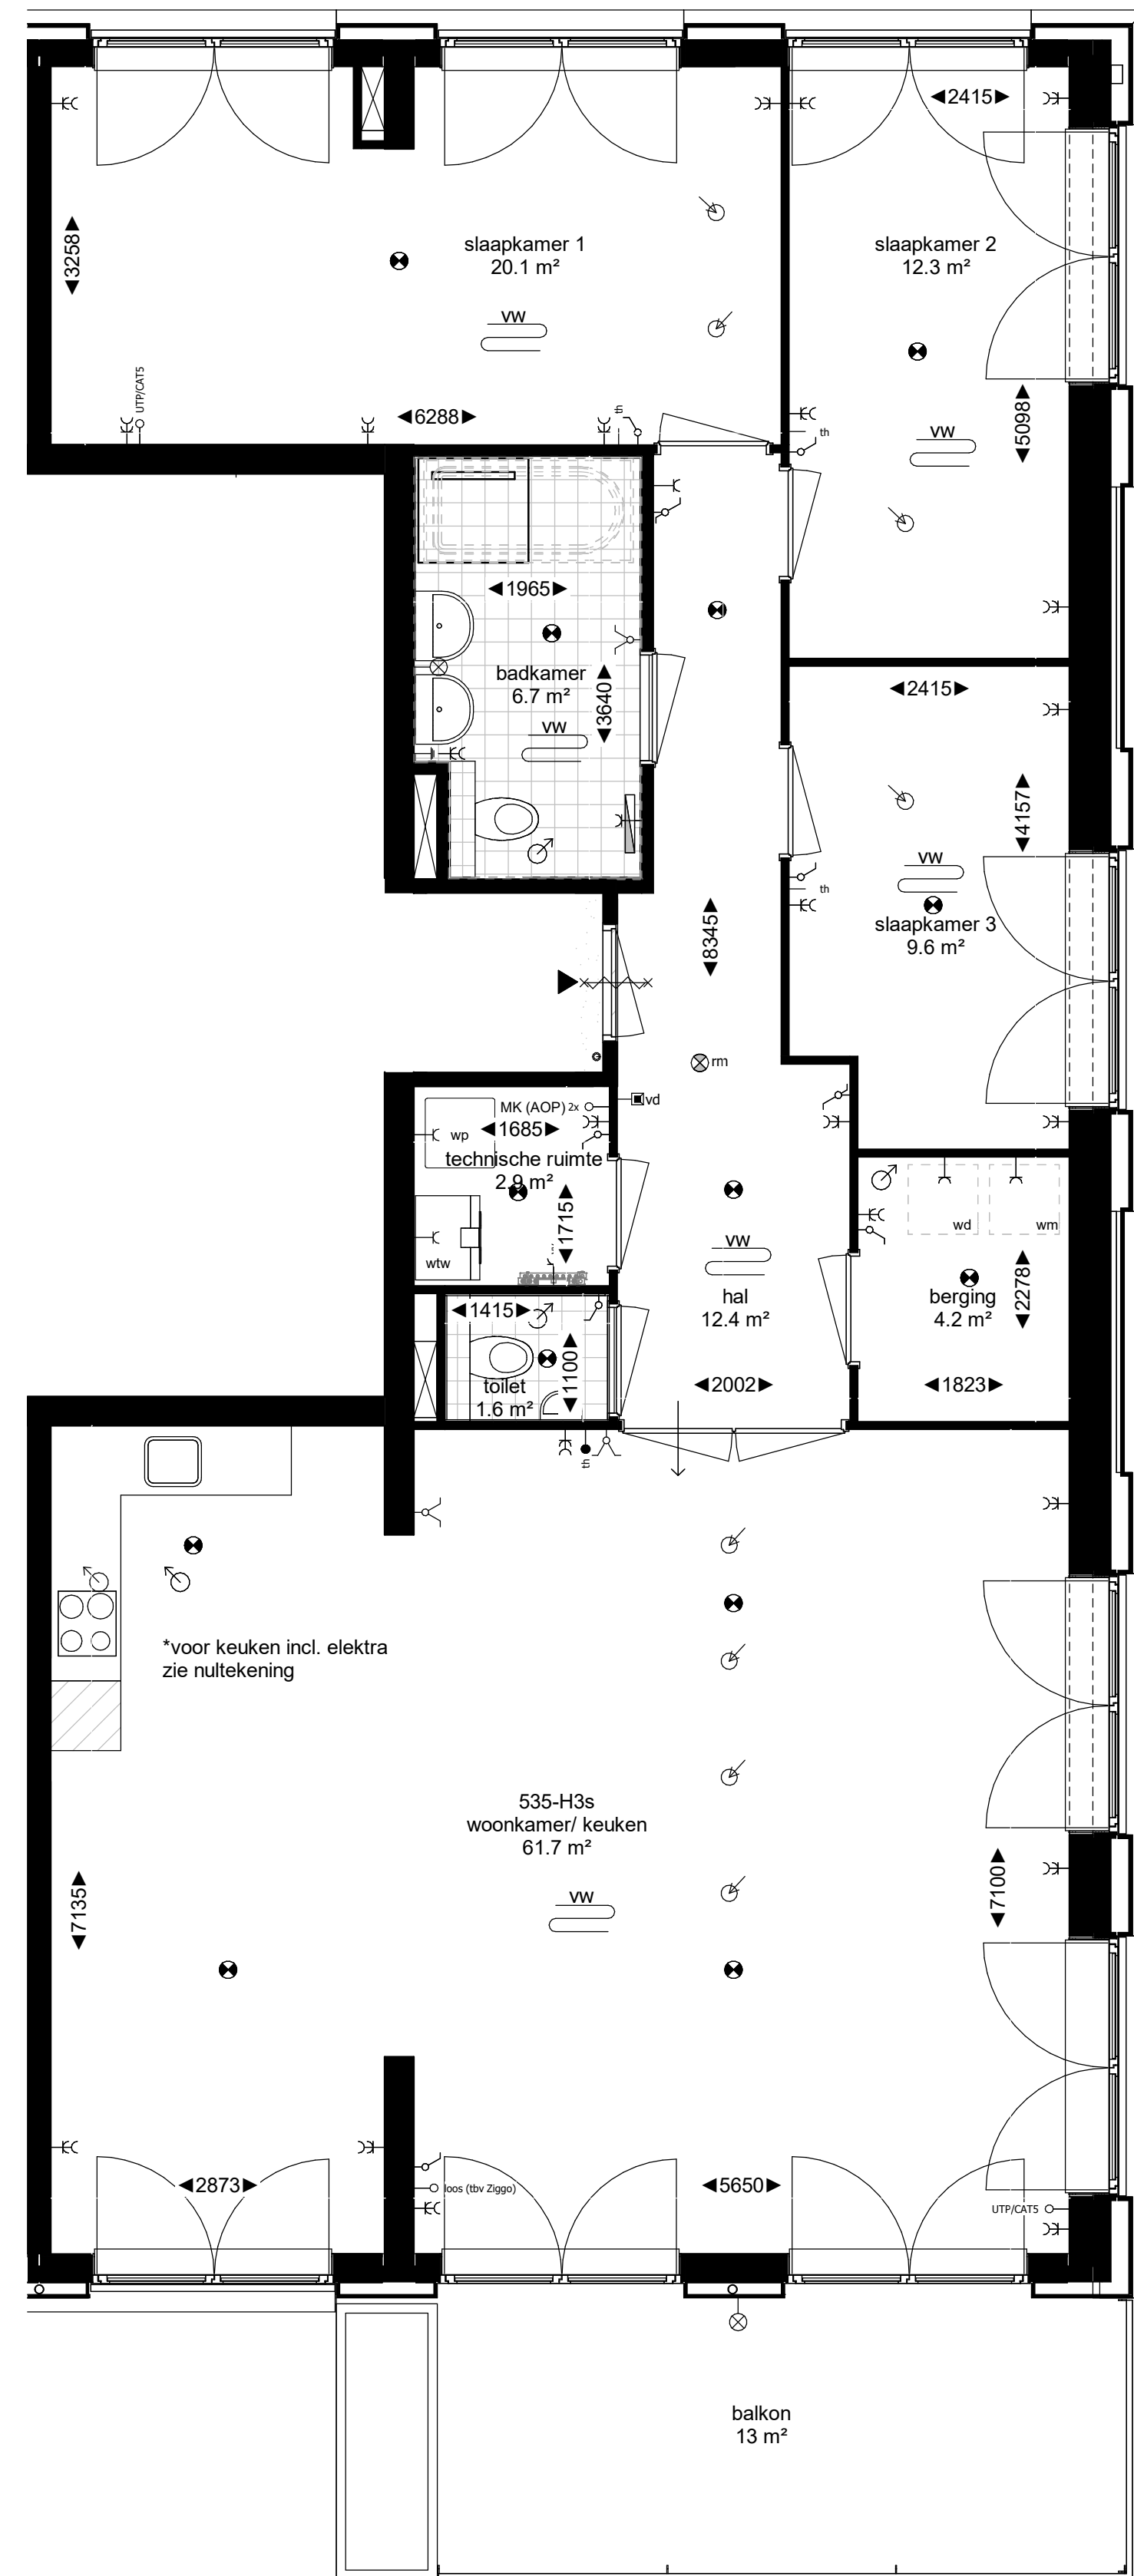 2415
3258
slaapkamer 1
20.1 m²
slaapkamer 2
12.3 m²
vw
UTP/CAT5
6288
th
5098
th
vw
1965
badkamer
6.7 m²
3640
vw
2415
4157
vw
th
slaapkamer 3
9.6 m²
8345
rm
vd
MK (AOP) 2x
wp
1685
technische ruimte
2.9 m²
1715
wtw
vw
hal
12.4 m²
wd
wm
berging
4.2 m²
2278
1415
1100
toilet
1.6 m²
2002
1823
th
*voor keuken incl. elektra
zie nultekening
535-H3s
woonkamer/ keuken
61.7 m²
vw
7135
7100
2873
loos (tbv Ziggo)
5650
UTP/CAT5
balkon
13 m²